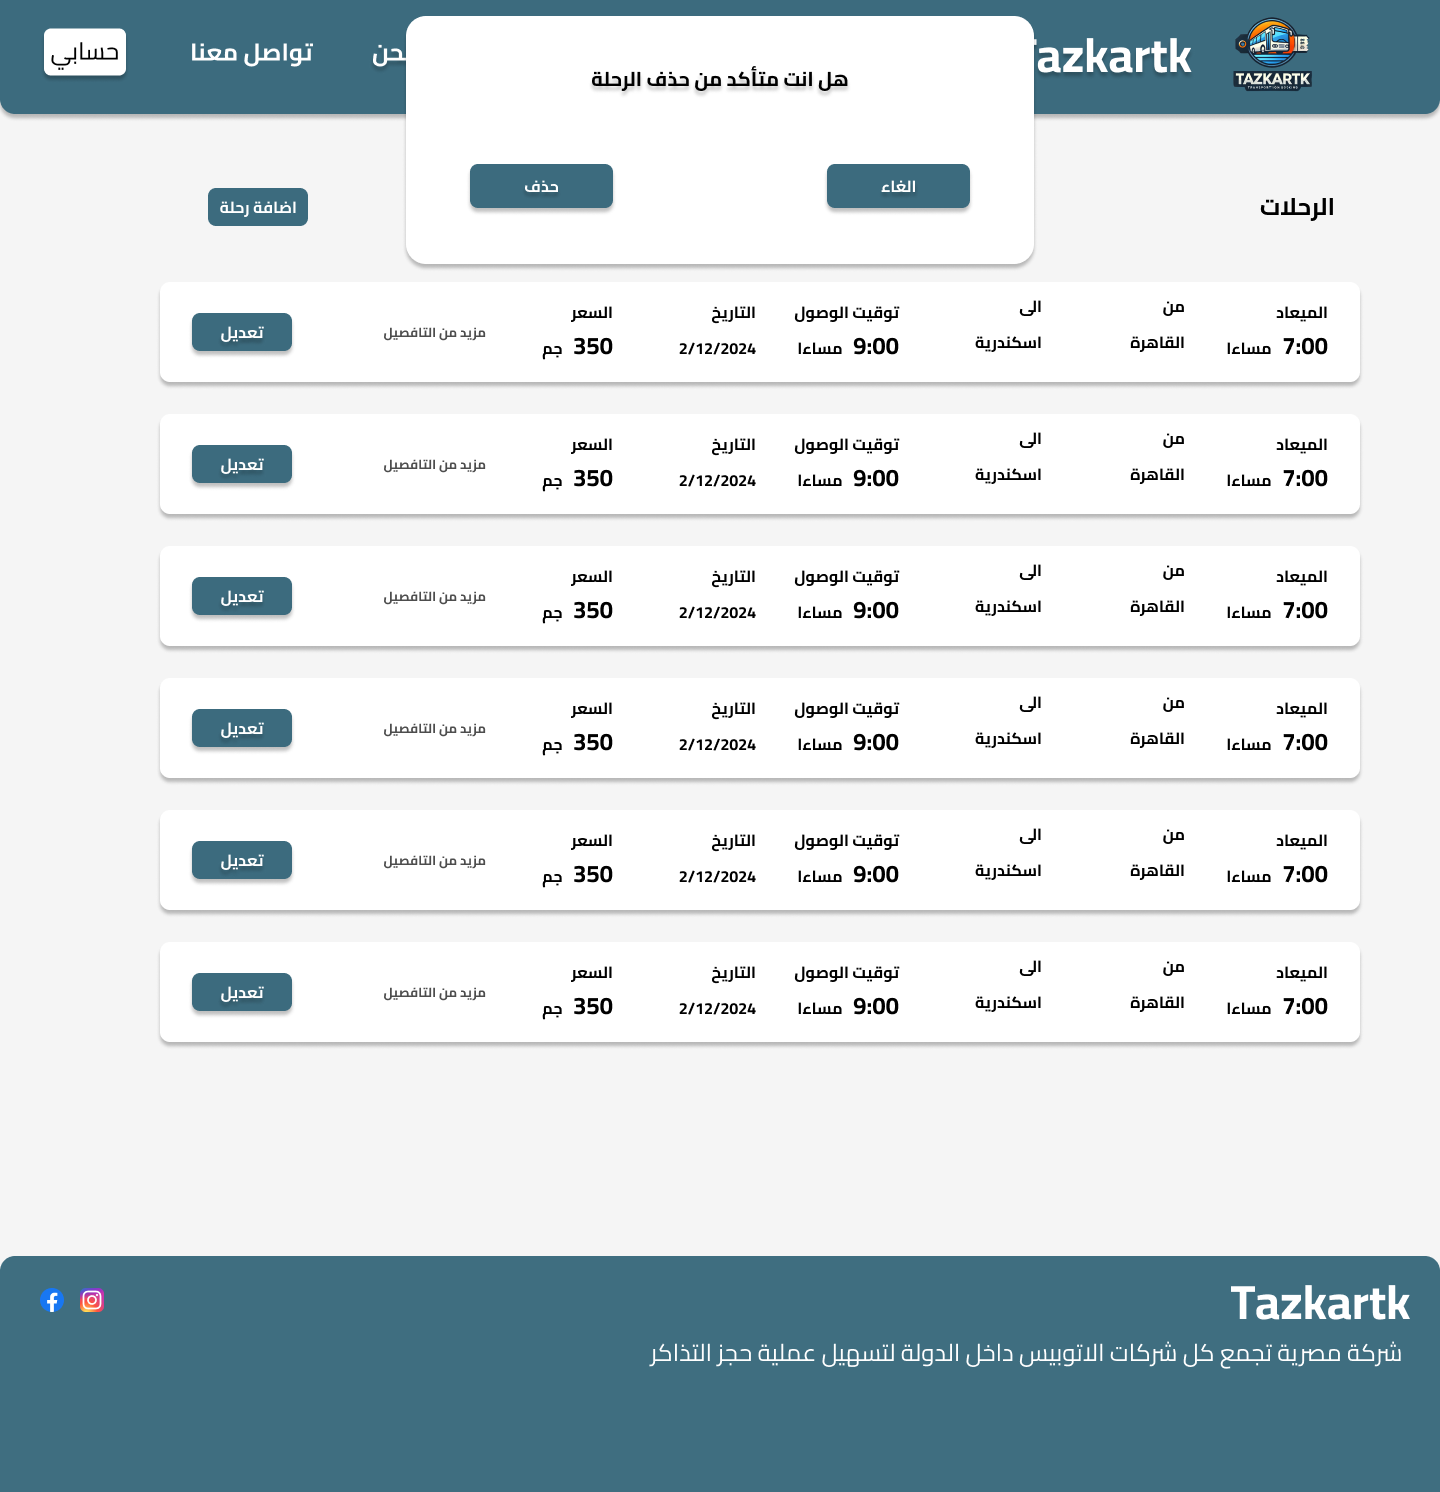 TAZKARTK
TRANSPORTION BOOKING
Tazkartk
تواصل معنا
حسابي
هل انت متأكد من حذف الرحلة
الغاء
حذف
الرحلات
اضافة رحلة
الميعاد من الى توقيت الوصول التاريخ السعر
7:00 مساءا القاهرة اسكندرية 9:00 مساءا 2/12/2024 350 جم مزيد من التافصيل تعديل
الميعاد من الى توقيت الوصول التاريخ السعر
7:00 مساءا القاهرة اسكندرية 9:00 مساءا 2/12/2024 350 جم مزيد من التافصيل تعديل
الميعاد من الى توقيت الوصول التاريخ السعر
7:00 مساءا القاهرة اسكندرية 9:00 مساءا 2/12/2024 350 جم مزيد من التافصيل تعديل
الميعاد من الى توقيت الوصول التاريخ السعر
7:00 مساءا القاهرة اسكندرية 9:00 مساءا 2/12/2024 350 جم مزيد من التافصيل تعديل
الميعاد من الى توقيت الوصول التاريخ السعر
7:00 مساءا القاهرة اسكندرية 9:00 مساءا 2/12/2024 350 جم مزيد من التافصيل تعديل
الميعاد من الى توقيت الوصول التاريخ السعر
7:00 مساءا القاهرة اسكندرية 9:00 مساءا 2/12/2024 350 جم مزيد من التافصيل تعديل
Tazkartk
شركة مصرية تجمع كل شركات الاتوبيس داخل الدولة لتسهيل عملية حجز التذاكر